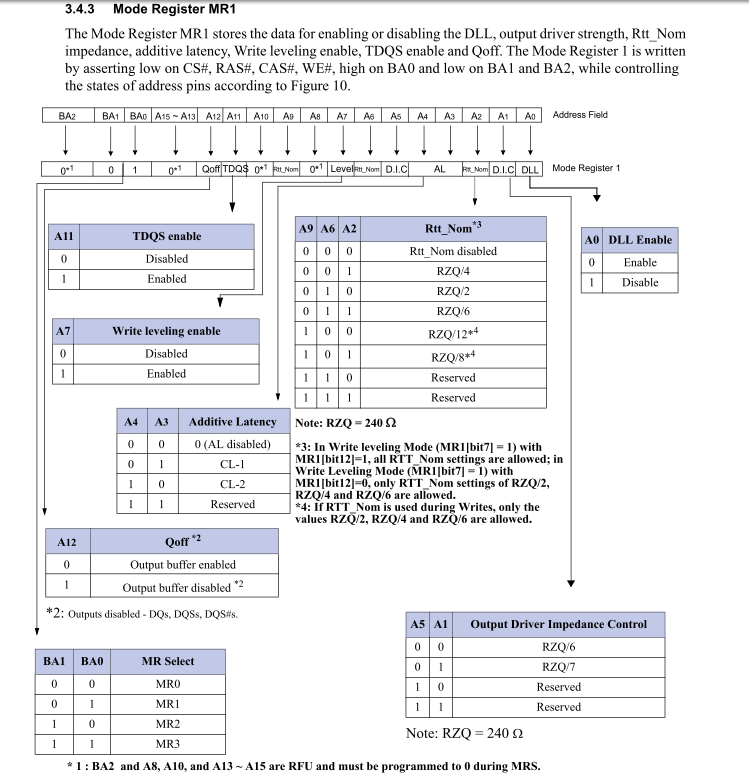 3.4.3 Mode Register MR1
The Mode Register MR1 stores the data for enabling or disabling the DLL, output driver strength, Rtt_Nom
impedance, additive latency, Write leveling enable, TDQS enable and Qoff. The Mode Register 1 is written
by asserting low on CS#, RAS#, CAS#, WE#, high on BA0 and low on BA1 and BA2, while controlling
the states of address pins according to Figure 10.
BA2 BA1 BA0 A15 ~ A13 A12 A11 A10 A9 A8 A7 A6 A5 A4 A3 A2 A1 A0 Address Field
0*1 0 1 0*1 Qoff TDQS 0*1 Rtt_Nom 0*1 Level Rtt_Nom D.I.C AL Rtt_Nom D.I.C DLL Mode Register 1
A11 TDQS enable
0 Disabled
1 Enabled
A7 Write leveling enable
0 Disabled
1 Enabled
A9 A6 A2 Rtt_Nom*3
0 0 0 Rtt_Nom disabled
0 0 1 RZQ/4
0 1 0 RZQ/2
0 1 1 RZQ/6
1 0 0 RZQ/12*4
1 0 1 RZQ/8*4
1 1 0 Reserved
1 1 1 Reserved
Note: RZQ = 240 Ω
*3: In Write leveling Mode (MR1[bit7] = 1) with
MR1[bit12]=1, all RTT_Nom settings are allowed; in
Write Leveling Mode (MR1[bit7] = 1) with
MR1[bit12]=0, only RTT_Nom settings of RZQ/2,
RZQ/4 and RZQ/6 are allowed.
*4: If RTT_Nom is used during Writes, only the
values RZQ/2, RZQ/4 and RZQ/6 are allowed.
A0 DLL Enable
0 Enable
1 Disable
A4 A3 Additive Latency
0 0 0 (AL disabled)
0 1 CL-1
1 0 CL-2
1 1 Reserved
A12 Qoff *2
0 Output buffer enabled
1 Output buffer disabled *2
*2: Outputs disabled - DQs, DQSs, DQS#s.
BA1 BA0 MR Select
0 0 MR0
0 1 MR1
1 0 MR2
1 1 MR3
A5 A1 Output Driver Impedance Control
0 0 RZQ/6
0 1 RZQ/7
1 0 Reserved
1 1 Reserved
Note: RZQ = 240 Ω
* 1 : BA2 and A8, A10, and A13 ~ A15 are RFU and must be programmed to 0 during MRS.